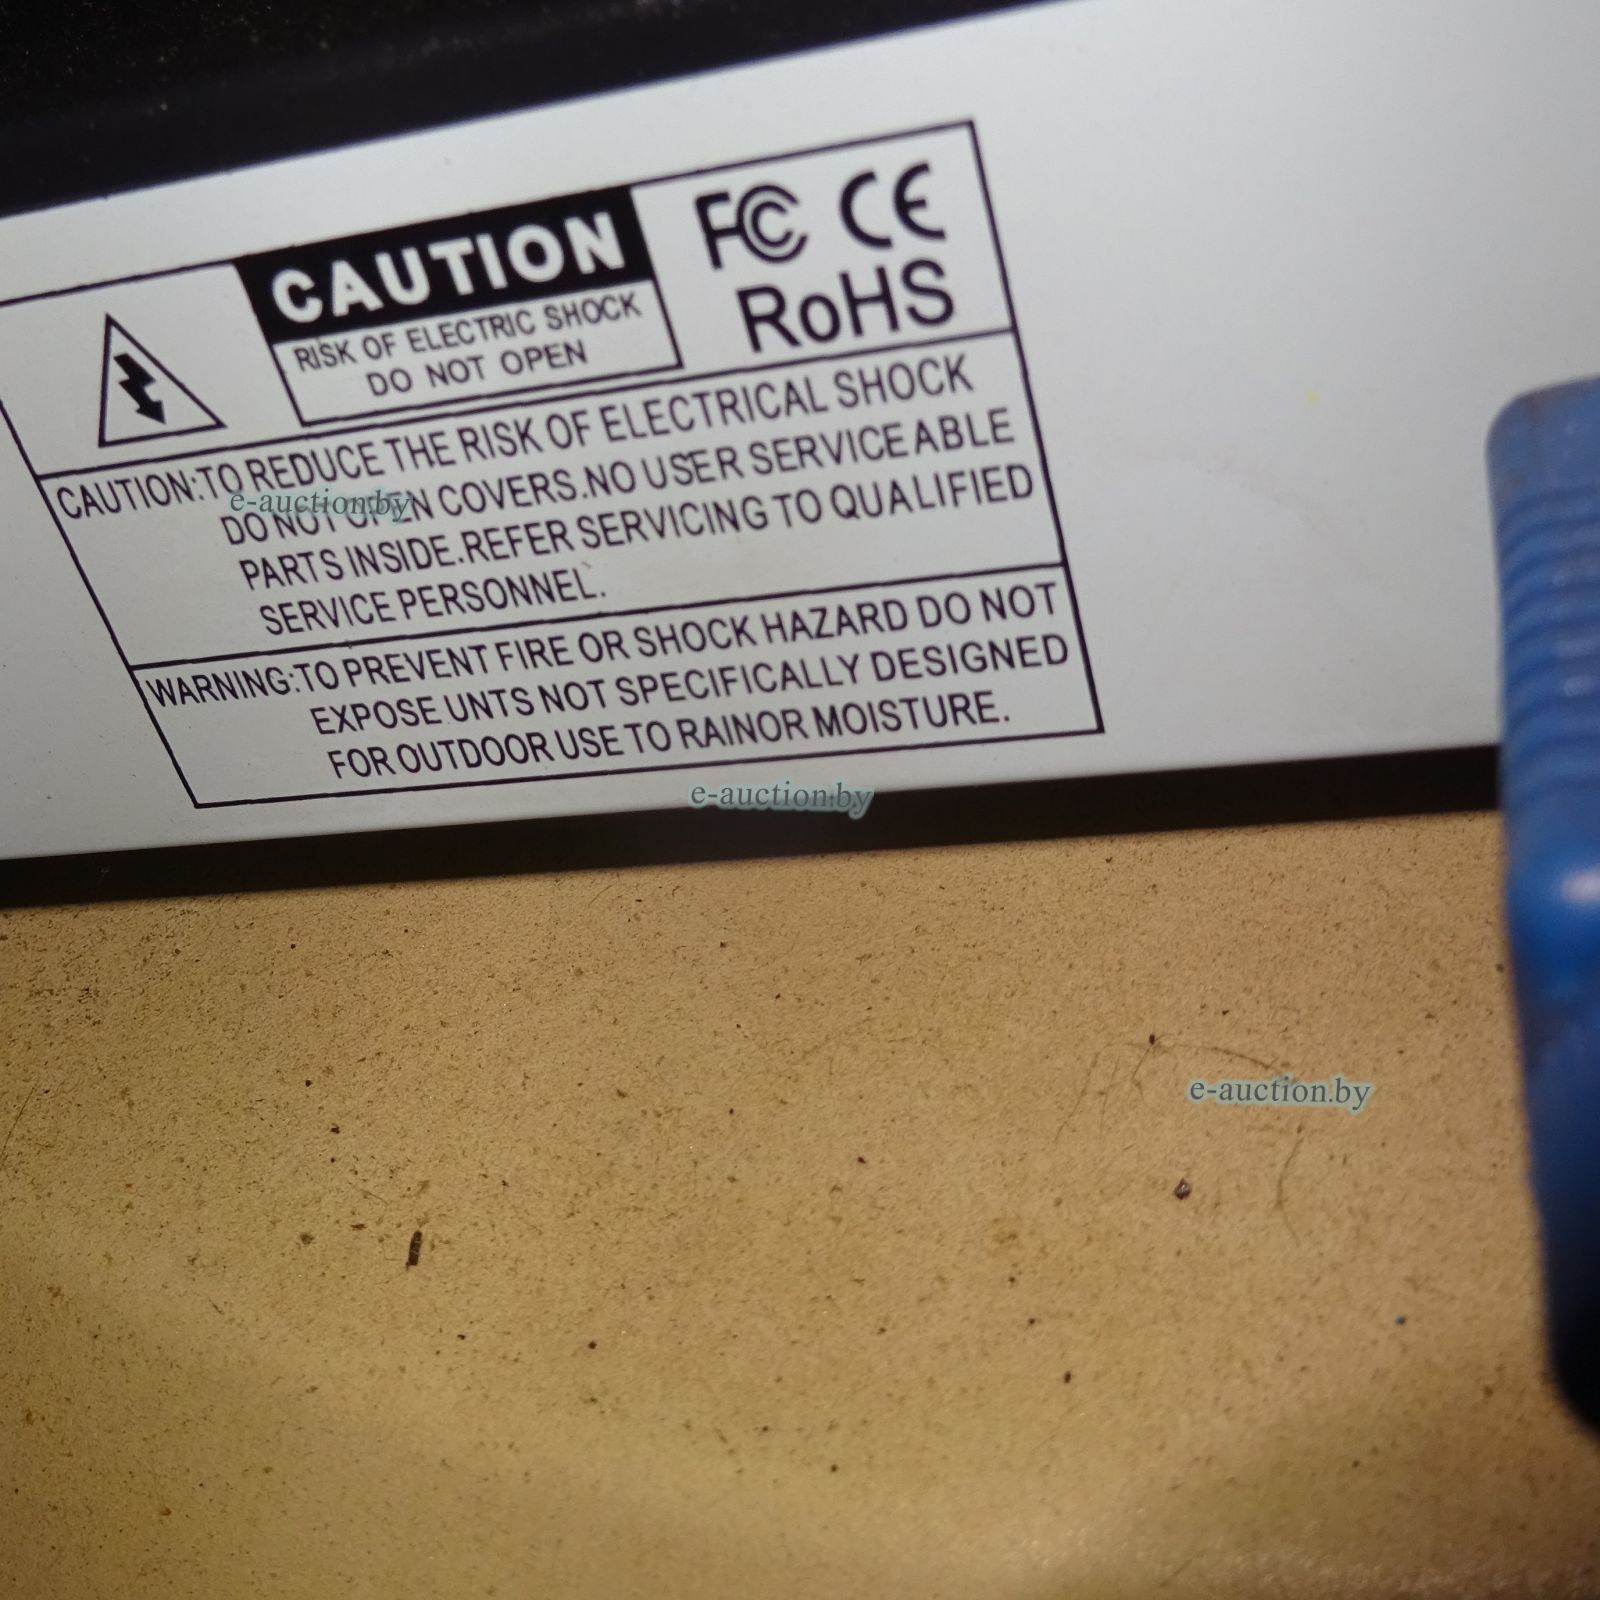 CAUTION
RISK OF ELECTRIC SHOCK
DO NOT OPEN
FC CE
RoHS
CAUTION:TO REDUCE THE RISK OF ELECTRICAL SHOCK
DO NOT OPEN COVERS.NO USER SERVICEABLE
PARTS INSIDE.REFER SERVICING TO QUALIFIED
SERVICE PERSONNEL.
WARNING:TO PREVENT FIRE OR SHOCK HAZARD DO NOT
EXPOSE UNTS NOT SPECIFICALLY DESIGNED
FOR OUTDOOR USE TO RAINOR MOISTURE.
e-auction.by
e-auction.by
e-auction.by